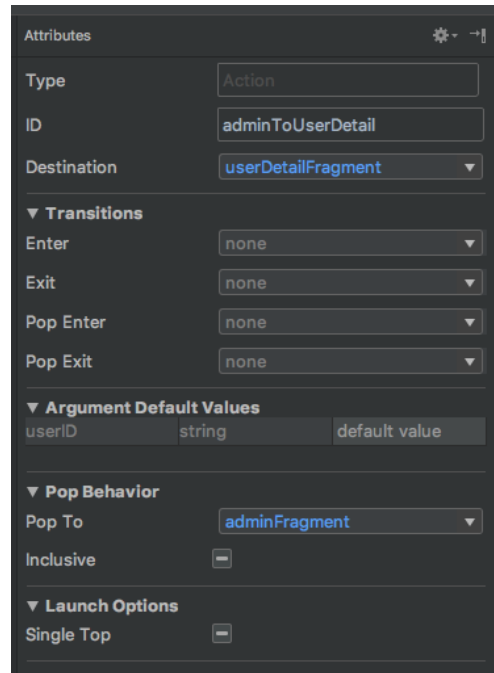 Attributes
Type Action
ID adminToUserDetail
Destination userDetailFragment
Transitions
Enter none
Exit none
Pop Enter none
Pop Exit none
Argument Default Values
userID string default value
Pop Behavior
Pop To adminFragment
Inclusive
Launch Options
Single Top